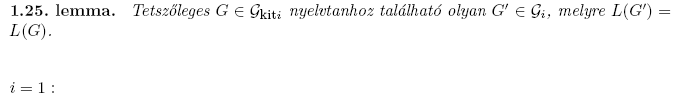 1.25. lemma. Tetszőleges G ∈ 𝒢ₖᵢₜᵢ nyelvtanhoz található olyan G′ ∈ 𝒢ᵢ, melyre L(G′) =
L(G).
i = 1 :